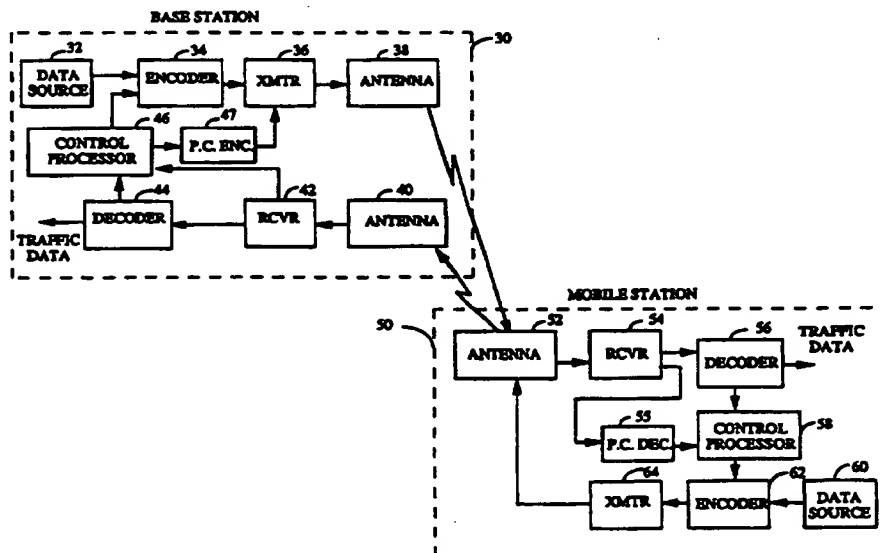 BASE STATION
30
32
34
36
38
DATA
SOURCE
ENCODER
XMTR
ANTENNA
46
47
CONTROL
PROCESSOR
P.C. ENC.
44
42
40
DECODER
RCVR
ANTENNA
TRAFFIC
DATA
MOBILE STATION
50
52
54
56
TRAFFIC
DATA
ANTENNA
RCVR
DECODER
55
CONTROL
PROCESSOR
58
P.C. DEC.
64
62
60
XMTR
ENCODER
DATA
SOURCE